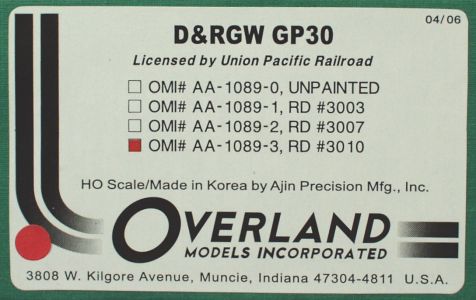 04/06
D&RGW GP30
Licensed by Union Pacific Railroad
OMI# AA-1089-0, UNPAINTED
OMI# AA-1089-1, RD #3003
OMI# AA-1089-2, RD #3007
OMI# AA-1089-3, RD #3010
HO Scale/Made in Korea by Ajin Precision Mfg., Inc.
OVERLAND
MODELS INCORPORATED
3808 W. Kilgore Avenue, Muncie, Indiana 47304-4811 U.S.A.